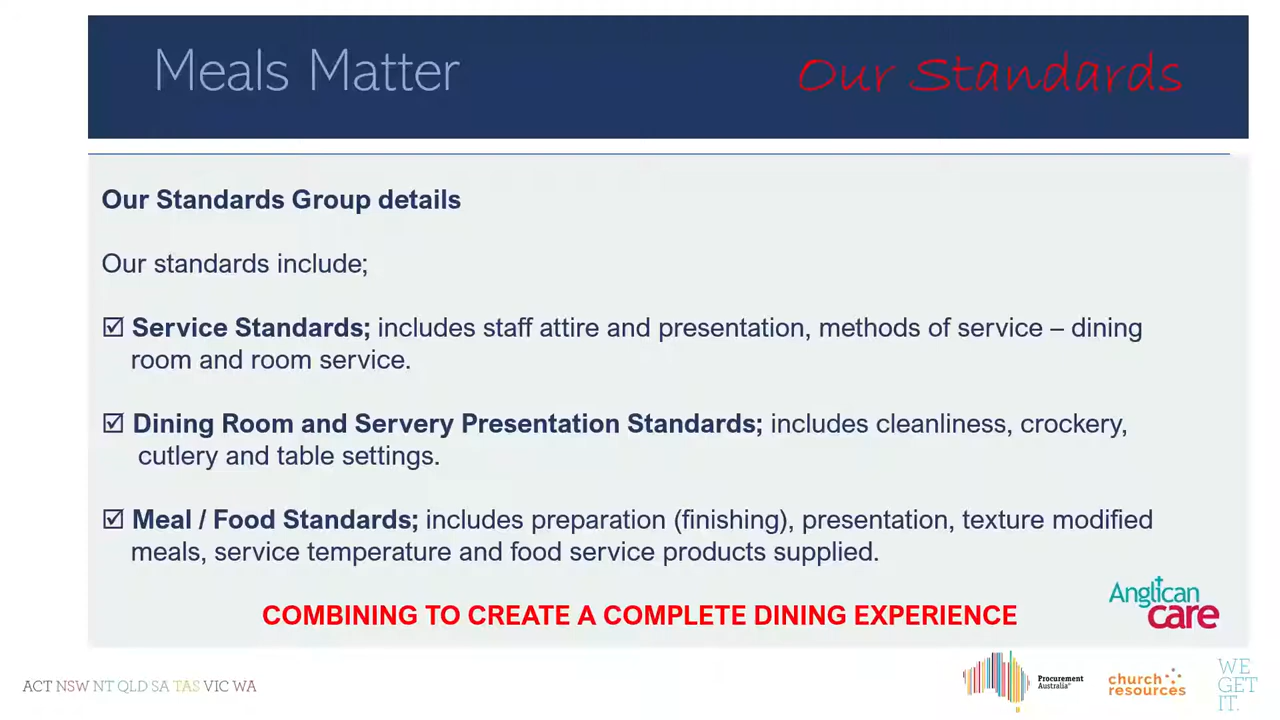 Meals Matter
Our Standards
Our Standards Group details
Our standards include;
☑ Service Standards; includes staff attire and presentation, methods of service – dining
room and room service.
☑ Dining Room and Servery Presentation Standards; includes cleanliness, crockery,
cutlery and table settings.
☑ Meal / Food Standards; includes preparation (finishing), presentation, texture modified
meals, service temperature and food service products supplied.
COMBINING TO CREATE A COMPLETE DINING EXPERIENCE
Anglican
care
ACT NSW NT QLD SA TAS VIC WA
Procurement
Australia
church
resources
WE
GET
IT.